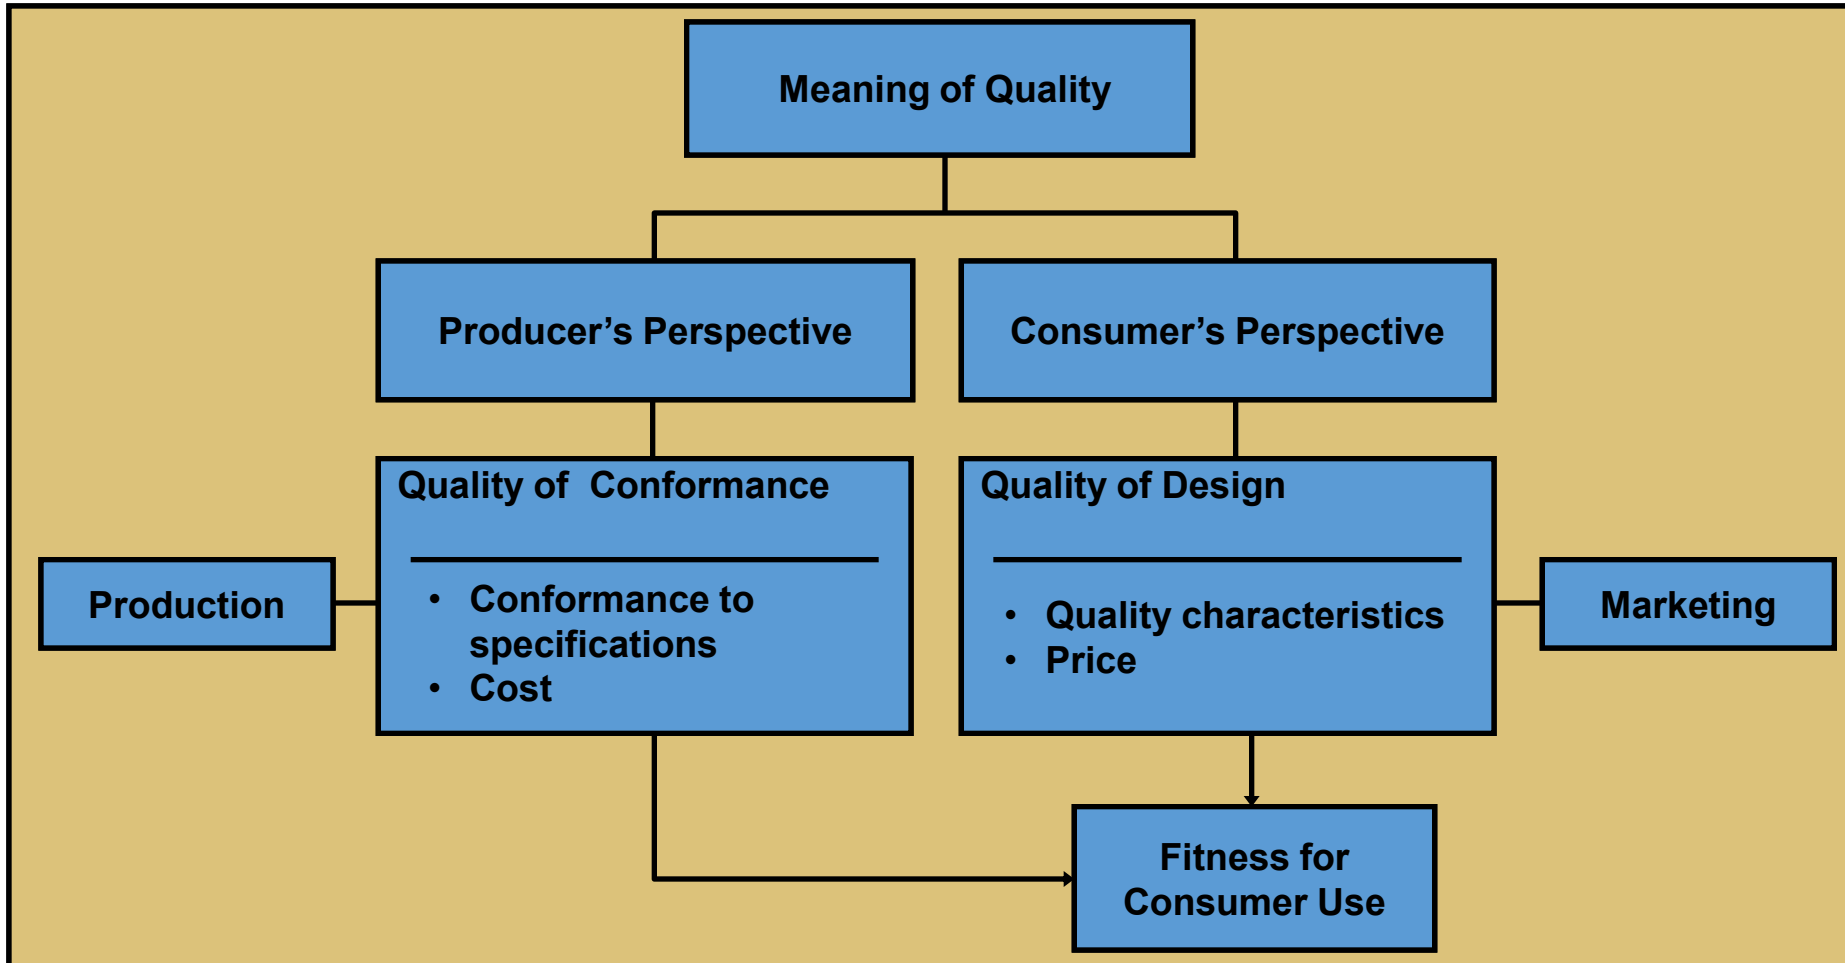 Meaning of Quality
Producer’s Perspective
Consumer’s Perspective
Quality of  Conformance
• Conformance to
specifications
• Cost
Quality of Design
• Quality characteristics
• Price
Production
Marketing
Fitness for
Consumer Use